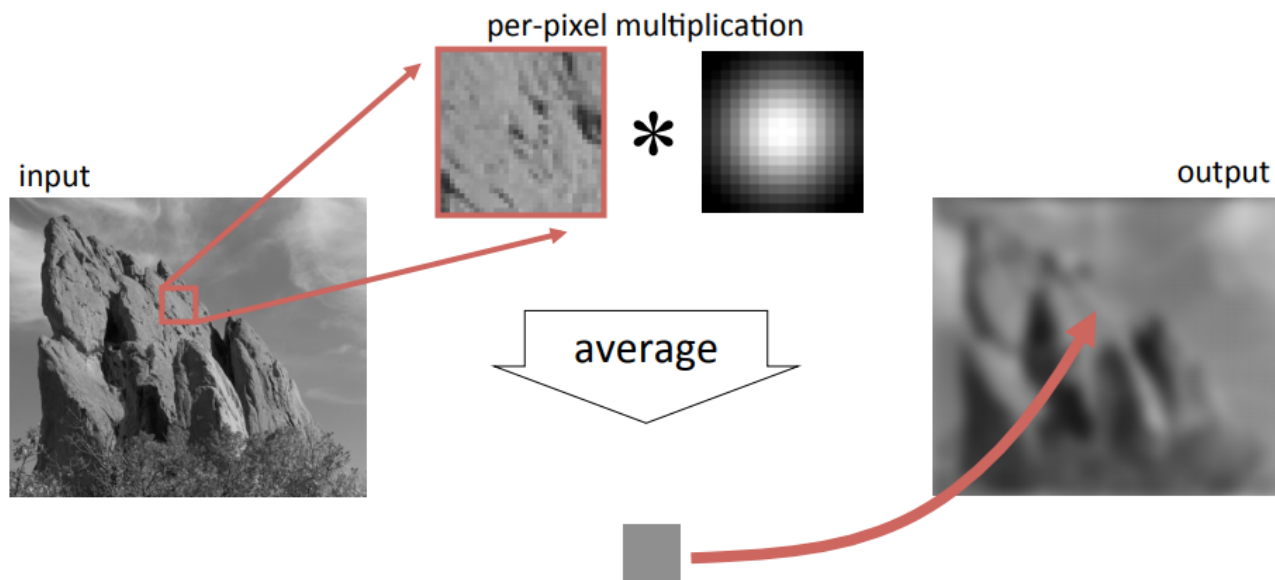 per-pixel multiplication
*
input
output
average